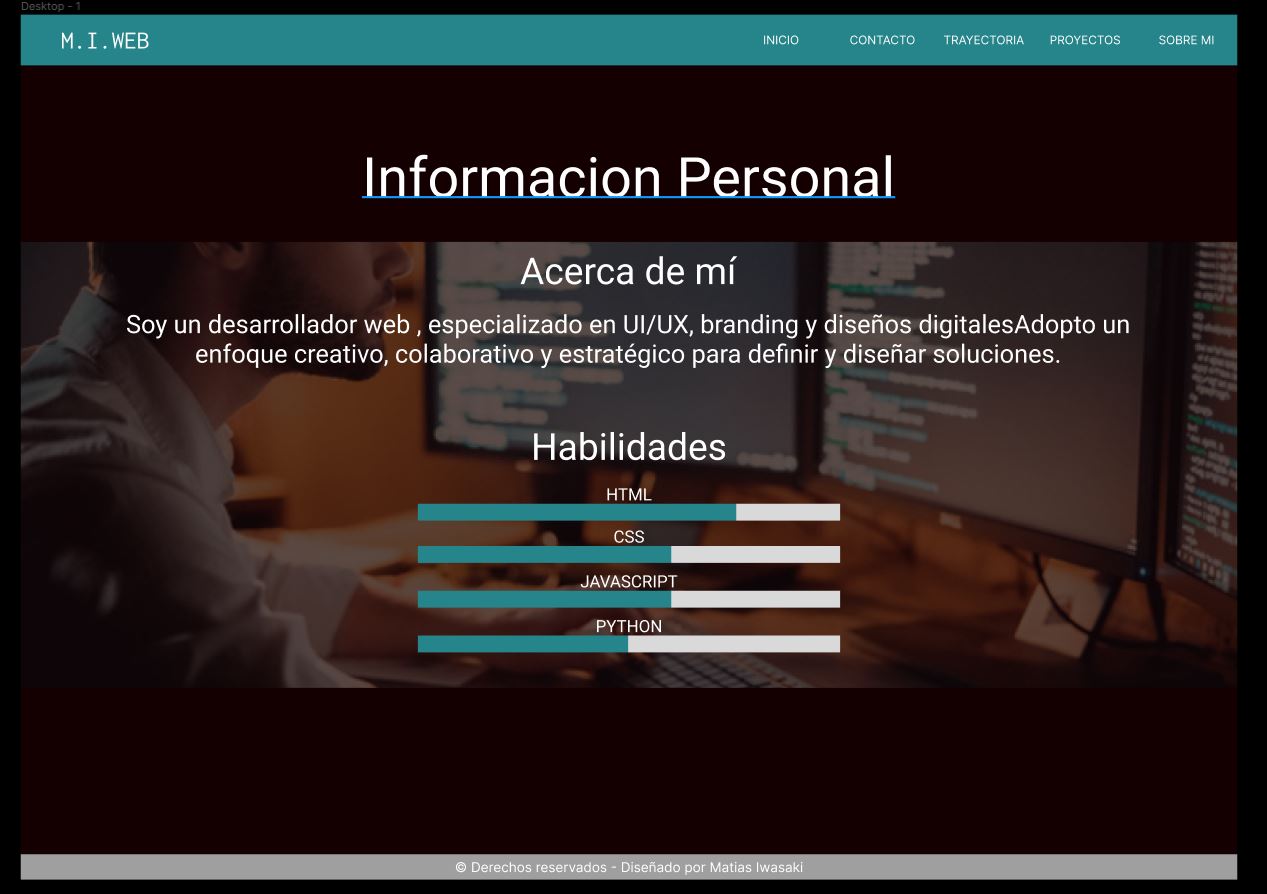 Desktop - 1
M.I.WEB
INICIO
CONTACTO
TRAYECTORIA
PROYECTOS
SOBRE MI
Informacion Personal
Acerca de mí
Soy un desarrollador web , especializado en UI/UX, branding y diseños digitalesAdopto un
enfoque creativo, colaborativo y estratégico para definir y diseñar soluciones.
Habilidades
HTML
CSS
JAVASCRIPT
PYTHON
© Derechos reservados - Diseñado por Matias Iwasaki